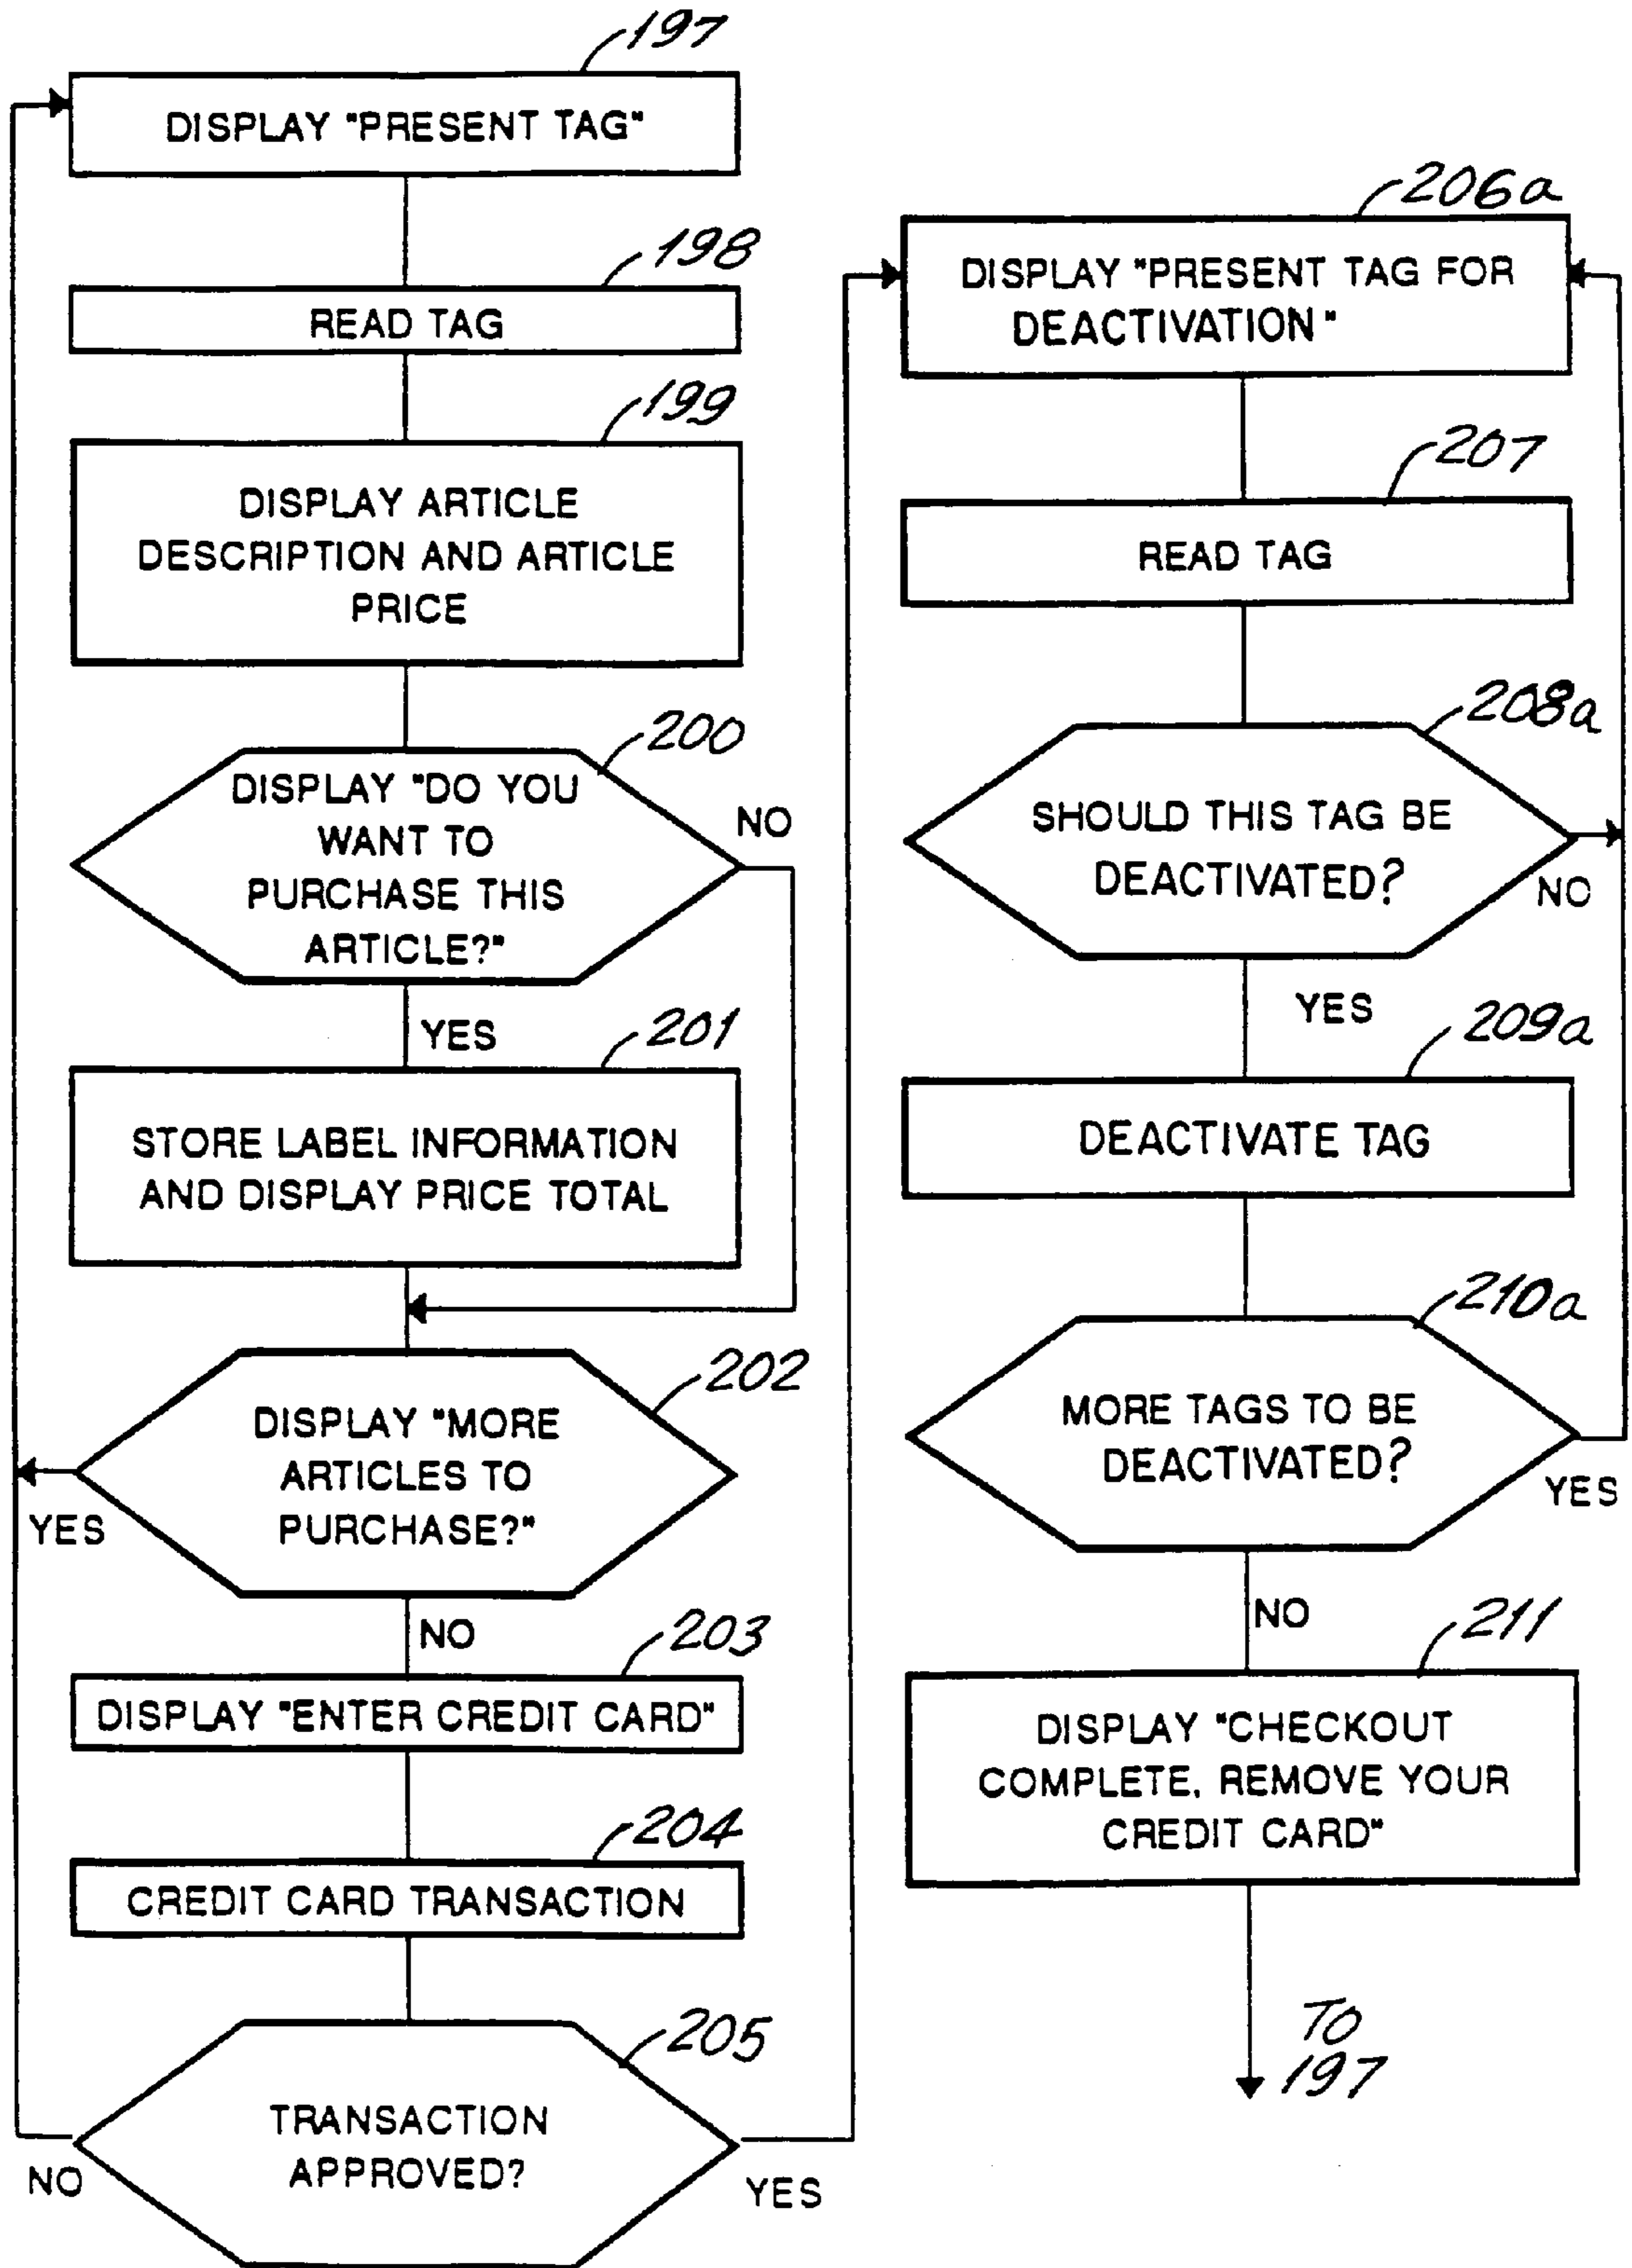 197
DISPLAY "PRESENT TAG"
198
READ TAG
199
DISPLAY ARTICLE
DESCRIPTION AND ARTICLE
PRICE
200
DISPLAY "DO YOU
WANT TO
PURCHASE THIS
ARTICLE?"
NO
YES
201
STORE LABEL INFORMATION
AND DISPLAY PRICE TOTAL
202
DISPLAY "MORE
ARTICLES TO
PURCHASE?"
YES
NO
203
DISPLAY "ENTER CREDIT CARD"
204
CREDIT CARD TRANSACTION
205
TRANSACTION
APPROVED?
NO
YES
206a
DISPLAY "PRESENT TAG FOR
DEACTIVATION"
207
READ TAG
208a
SHOULD THIS TAG BE
DEACTIVATED?
NO
YES
209a
DEACTIVATE TAG
210a
MORE TAGS TO BE
DEACTIVATED?
YES
NO
211
DISPLAY "CHECKOUT
COMPLETE, REMOVE YOUR
CREDIT CARD"
TO
197